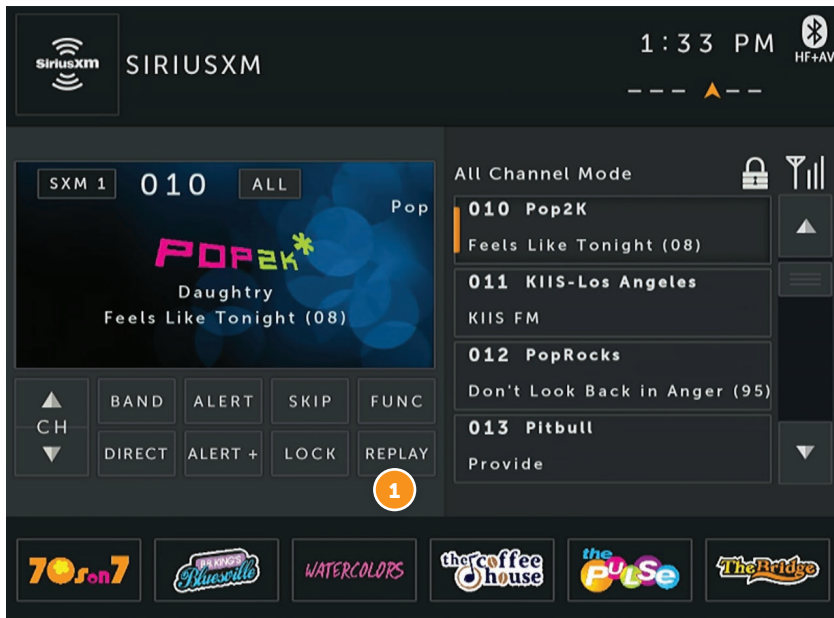 siriusxm
SIRIUSXM
1:33 PM
HF+AV
--- --
SXM 1
010
ALL
Pop
POP2K*
Daughtry
Feels Like Tonight (08)
CH
BAND
ALERT
SKIP
FUNC
DIRECT
ALERT +
LOCK
REPLAY
1
All Channel Mode
010 Pop2K
Feels Like Tonight (08)
011 KIIS-Los Angeles
KIIS FM
012 PopRocks
Don't Look Back in Anger (95)
013 Pitbull
Provide
70s on 7
B.B. KING'S
Bluesville
WATERCOLORS
the coffee
house
the
PULSE
The Bridge